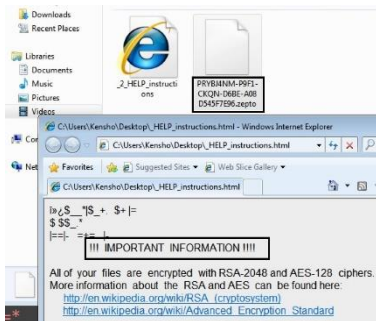 Downloads
Recent Places
Libraries
Documents
Music
Pictures
Videos
_2_HELP_instructi
ons
PRYBJ4NM-P9F1-
CKQN-D6BE-A08
D545F7E96.zepto
C:\Users\Kensho\Desktop\_HELP_instructions.html - Windows Internet Explorer
C:\Users\Kensho\Desktop\_HELP_instructions.html
Favorites
Suggested Sites
Web Slice Gallery
C:\Users\Kensho\Desktop\_HELP_instructions.html
Net
$ $$_.*
!!! IMPORTANT INFORMATION !!!!
All of your files are encrypted with RSA-2048 and AES-128 ciphers.
More information about the RSA and AES can be found here:
http://en.wikipedia.org/wiki/RSA_(cryptosystem)
http://en.wikipedia.org/wiki/Advanced_Encryption_Standard